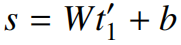 s = Wt′₁ + b